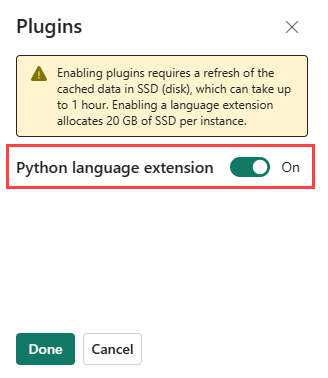 Plugins
Enabling plugins requires a refresh of the
cached data in SSD (disk), which can take up
to 1 hour. Enabling a language extension
allocates 20 GB of SSD per instance.
Python language extension On
Done Cancel